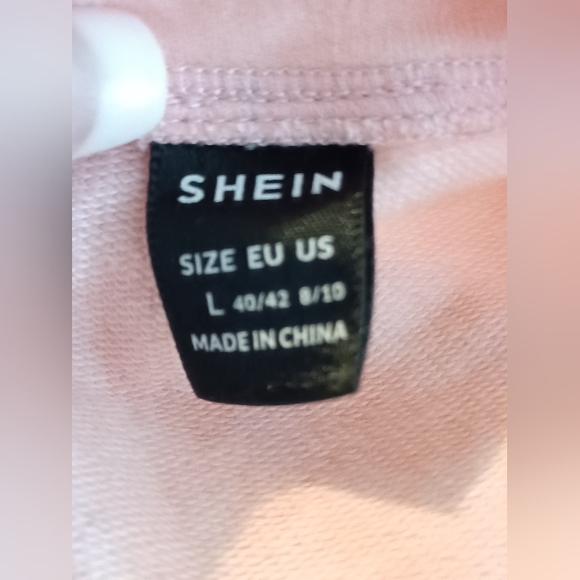 SHEIN
SIZE EU US
L 40/42 8/10
MADE IN CHINA